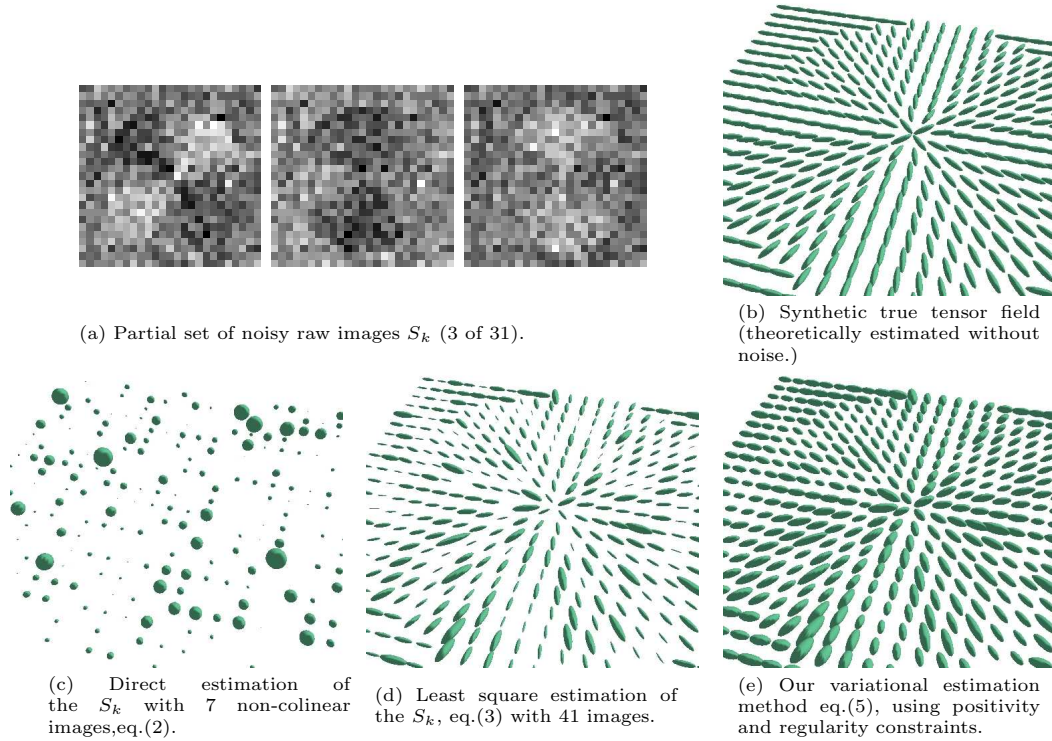 (a) Partial set of noisy raw images S_k (3 of 31).
(b) Synthetic true tensor field
(theoretically estimated without
noise.)
(c) Direct estimation of
the S_k with 7 non-colinear
images,eq.(2).
(d) Least square estimation of
the S_k, eq.(3) with 41 images.
(e) Our variational estimation
method eq.(5), using positivity
and regularity constraints.